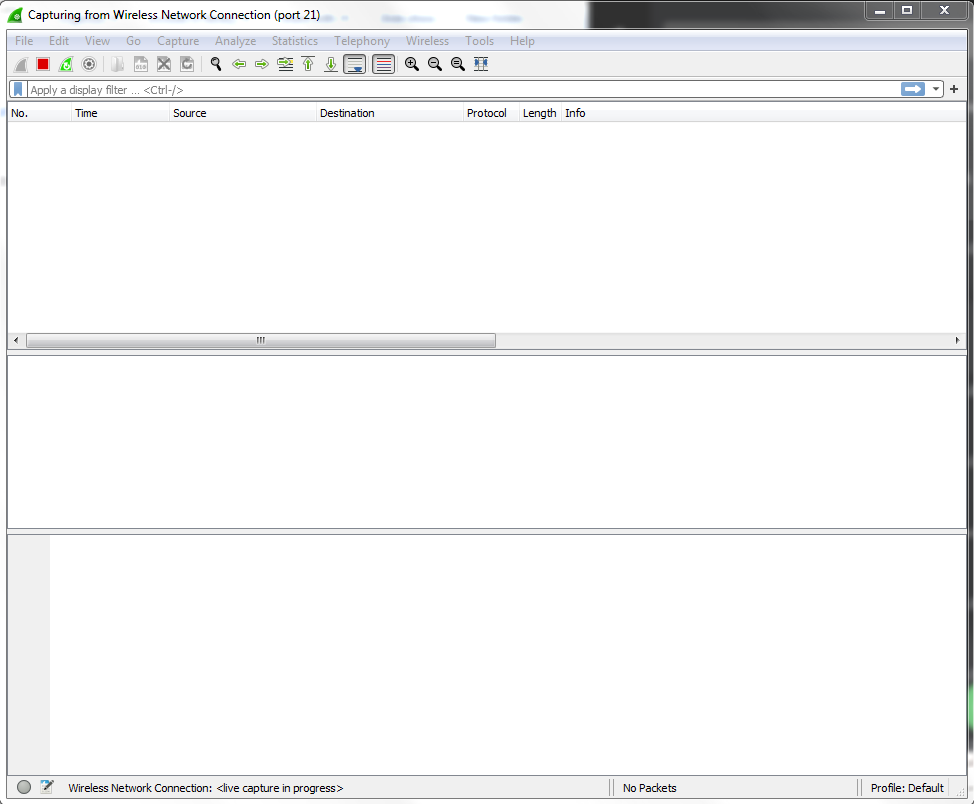 Capturing from Wireless Network Connection (port 21)
File Edit View Go Capture Analyze Statistics Telephony Wireless Tools Help
Apply a display filter ... <Ctrl-/>
No. Time Source Destination Protocol Length Info
Wireless Network Connection: <live capture in progress> No Packets Profile: Default